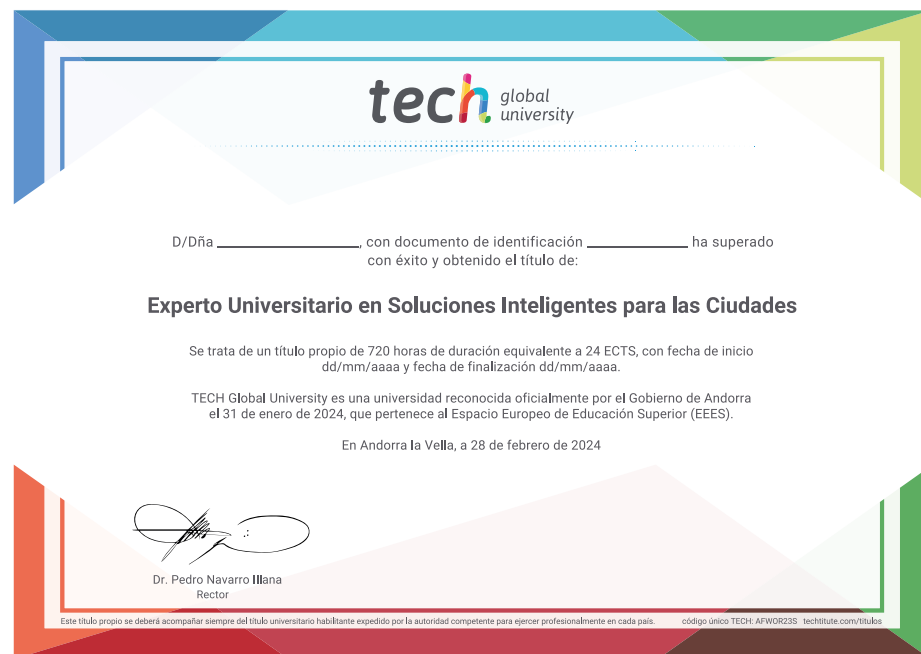 tech global university
D/Dña ____________, con documento de identificación ____________ ha superado
con éxito y obtenido el título de:
Experto Universitario en Soluciones Inteligentes para las Ciudades
Se trata de un título propio de 720 horas de duración equivalente a 24 ECTS, con fecha de inicio
dd/mm/aaaa y fecha de finalización dd/mm/aaaa.
TECH Global University es una universidad reconocida oficialmente por el Gobierno de Andorra
el 31 de enero de 2024, que pertenece al Espacio Europeo de Educación Superior (EEES).
En Andorra la Vella, a 28 de febrero de 2024
Dr. Pedro Navarro Illana
Rector
Este título propio se deberá acompañar siempre del título universitario habilitante expedido por la autoridad competente para ejercer profesionalmente en cada país. código único TECH: AFWOR23S techtitute.com/titulos